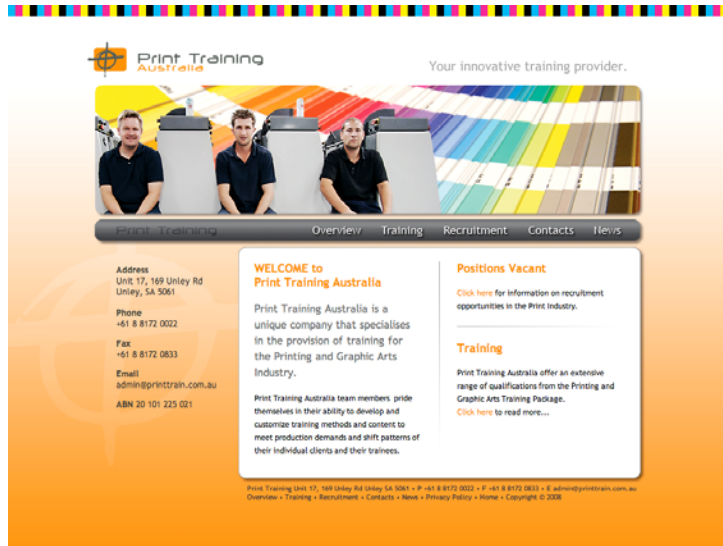 Print Training
Australia
Your innovative training provider.
Print Training
Overview Training Recruitment Contacts News
Address
Unit 17, 169 Unley Rd
Unley, SA 5061
Phone
+61 8 8172 0022
Fax
+61 8 8172 0833
Email
admin@printtrain.com.au
ABN 20 101 225 021
WELCOME to
Print Training Australia
Print Training Australia is a
unique company that specialises
in the provision of training for
the Printing and Graphic Arts
Industry.
Print Training Australia team members pride
themselves in their ability to develop and
customize training methods and content to
meet production demands and shift patterns of
their individual clients and their trainees.
Positions Vacant
Click here for information on recruitment
opportunities in the Print Industry.
Training
Print Training Australia offer an extensive
range of qualifications from the Printing and
Graphic Arts Training Package.
Click here to read more...
Print Training Unit 17, 169 Unley Rd Unley SA 5061 • P +61 8 8172 0022 • F +61 8 8172 0833 • E admin@printtrain.com.au
Overview • Training • Recruitment • Contacts • News • Privacy Policy • Home • Copyright © 2008